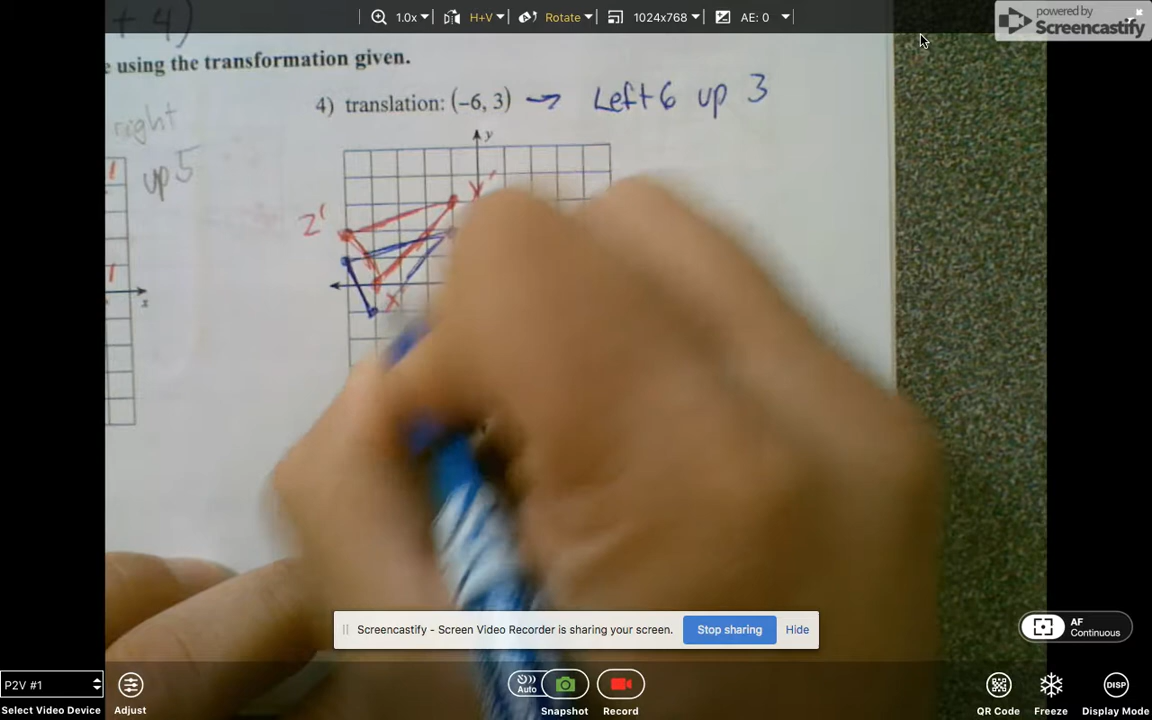 1.0x H+V Rotate 1024x768 AE: 0
powered by
Screencastify
+ 4)
e using the transformation given.
4) translation: (−6, 3) → Left 6 up 3
right
up 5
y
Y'
Z'
X'
x
Screencastify - Screen Video Recorder is sharing your screen. Stop sharing Hide
AF
Continuous
P2V #1
Select Video Device
Adjust
Auto
Snapshot
Record
QR Code
Freeze
DISP
Display Mode